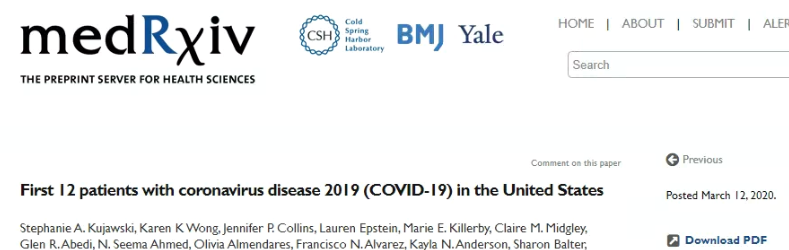 medRxiv
THE PREPRINT SERVER FOR HEALTH SCIENCES
CSH
Cold
Spring
Harbor
Laboratory
BMJ
Yale
HOME | ABOUT | SUBMIT | ALER
Search
Comment on this paper
Previous
First 12 patients with coronavirus disease 2019 (COVID-19) in the United States
Posted March 12, 2020.
Stephanie A. Kujawski, Karen K Wong, Jennifer P. Collins, Lauren Epstein, Marie E. Killerby, Claire M. Midgley,
Glen R. Abedi, N. Seema Ahmed, Olivia Almendares, Francisco N. Alvarez, Kayla N. Anderson, Sharon Balter,
Download PDF